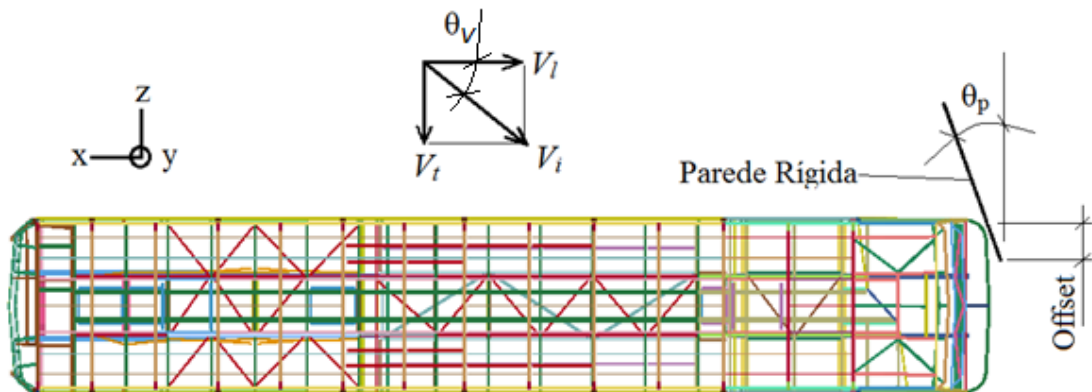 θV
Vl
Vt
Vi
z
x
y
θp
Parede Rígida
Offset